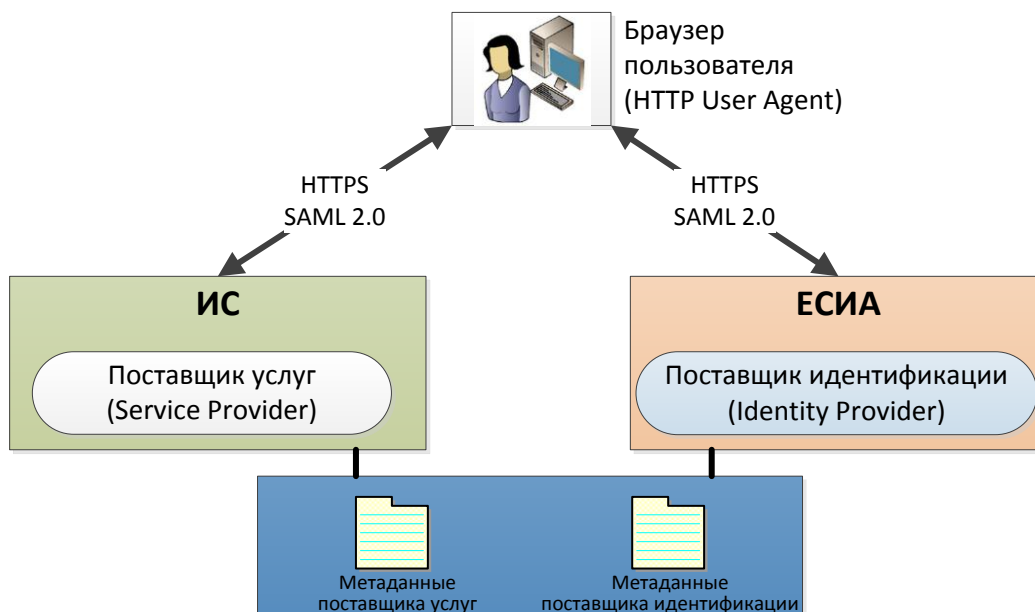 Браузер
пользователя
(HTTP User Agent)
HTTPS
SAML 2.0
HTTPS
SAML 2.0
ИС
Поставщик услуг
(Service Provider)
ЕСИА
Поставщик идентификации
(Identity Provider)
Метаданные
поставщика услуг
Метаданные
поставщика идентификации